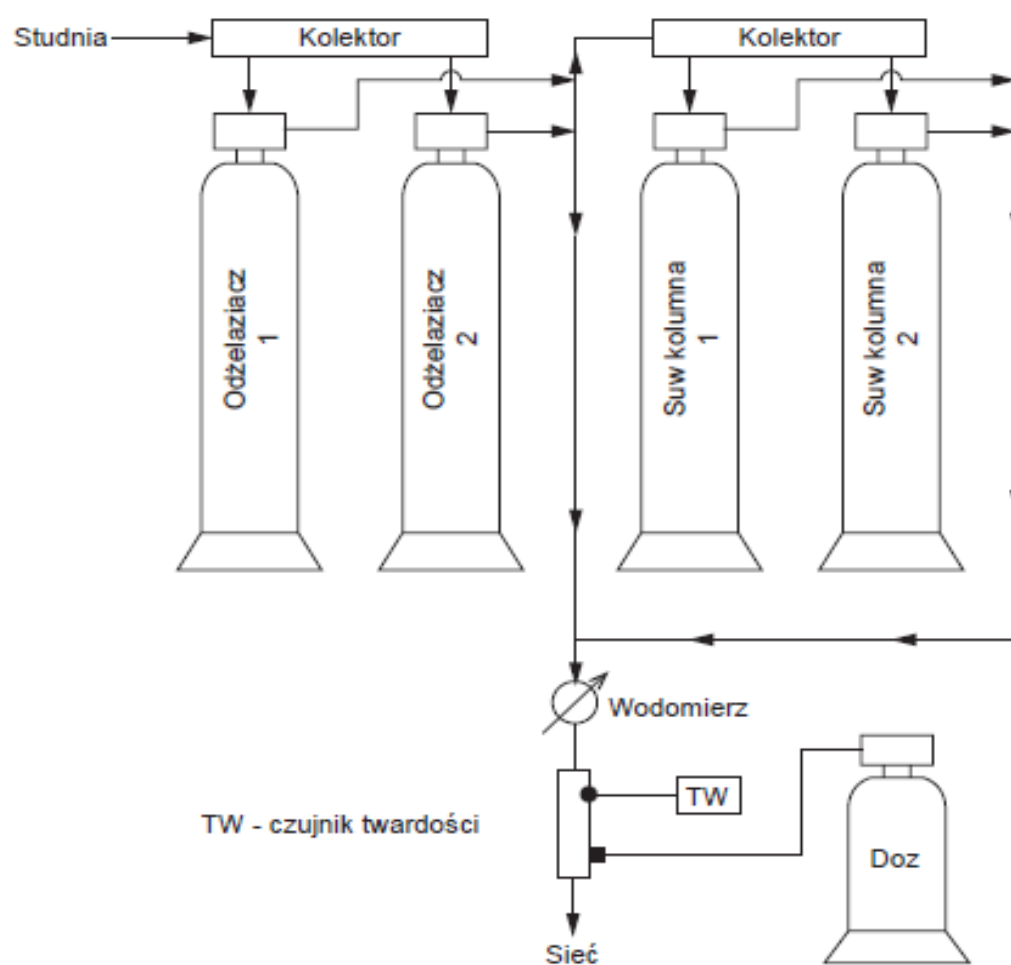 Studnia
Kolektor
Kolektor
Odżelaziacz
1
Odżelaziacz
2
Suw kolumna
1
Suw kolumna
2
Wodomierz
TW
TW - czujnik twardości
Doz
Sieć